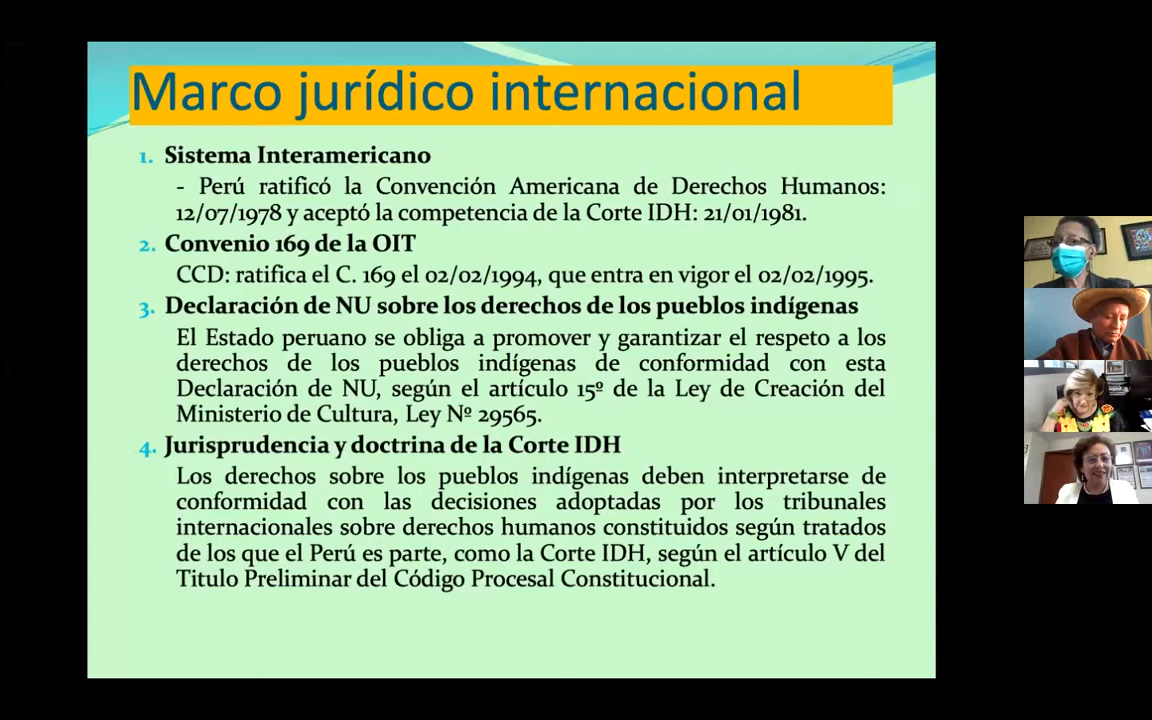 Marco jurídico internacional
1. Sistema Interamericano
- Perú ratificó la Convención Americana de Derechos Humanos:
12/07/1978 y aceptó la competencia de la Corte IDH: 21/01/1981.
2. Convenio 169 de la OIT
CCD: ratifica el C. 169 el 02/02/1994, que entra en vigor el 02/02/1995.
3. Declaración de NU sobre los derechos de los pueblos indígenas
El Estado peruano se obliga a promover y garantizar el respeto a los
derechos de los pueblos indígenas de conformidad con esta
Declaración de NU, según el artículo 15º de la Ley de Creación del
Ministerio de Cultura, Ley Nº 29565.
4. Jurisprudencia y doctrina de la Corte IDH
Los derechos sobre los pueblos indígenas deben interpretarse de
conformidad con las decisiones adoptadas por los tribunales
internacionales sobre derechos humanos constituidos según tratados
de los que el Perú es parte, como la Corte IDH, según el artículo V del
Titulo Preliminar del Código Procesal Constitucional.